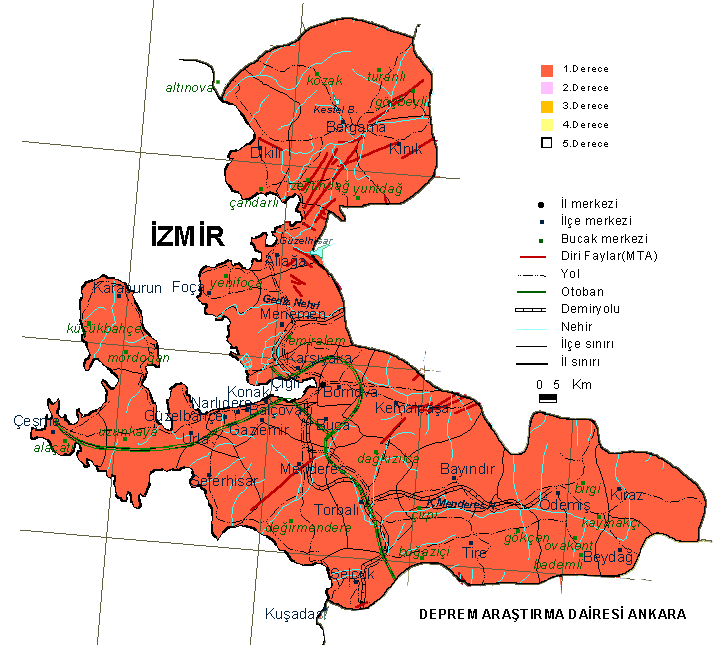 altınova
kozak
turanlı
göçbeyli
Kestel B.
Bergama
Dikili
Kınık
zeytindağ
yuntdağ
çandarlı
İZMİR
Güzelhisar
Aliağa
Karaburun
Foça
yenifoça
Gediz Nehri
Menemen
küçükbahçe
emiralem
mordoğan
Karşıyaka
Çiğli
Konak
Bornova
Narlıdere
Balçova
Kemalpaşa
Güzelbahçe
Çeşme
uzunkuyu
Urla
Gaziemir
Buca
alaçatı
dağkızılca
Menderes
Seferihisar
Bayındır
birgi
Kiraz
Torbalı
K.Menderes N.
Ödemiş
çırpı
kaymakçı
değirmendere
gökçen
ovakent
boğaziçi
Tire
Beydağ
bademli
Selçuk
Kuşadası
1.Derece
2.Derece
3.Derece
4.Derece
5.Derece
İl merkezi
İlçe merkezi
Bucak merkezi
Diri Faylar(MTA)
Yol
Otoban
Demiryolu
Nehir
İlçe sınırı
İl sınırı
0 5 Km
DEPREM ARAŞTIRMA DAİRESİ ANKARA